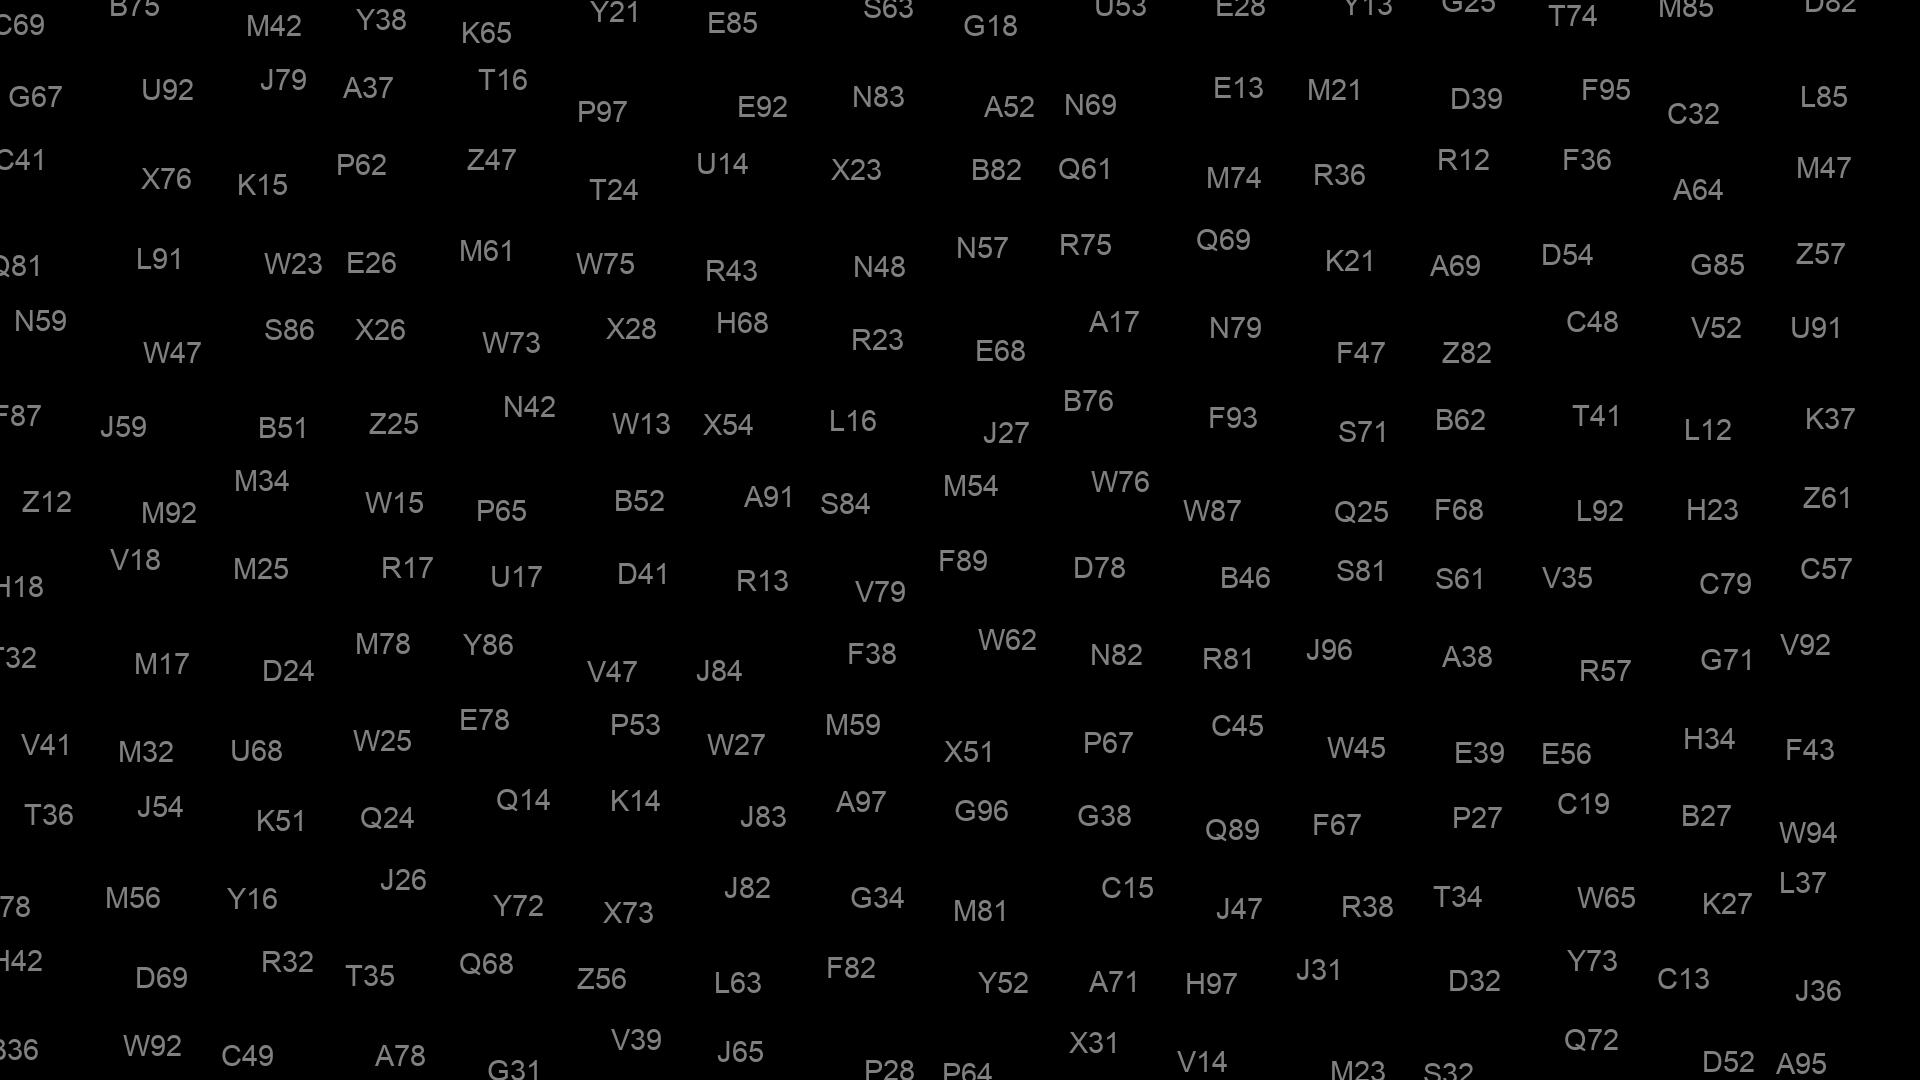 C69 B75 M42 Y38 K65 Y21 E85 S63 G18 U53 E28 Y13 G25 T74 M85 D82
G67 U92 J79 A37 T16 P97 E92 N83 A52 N69 E13 M21 D39 F95 C32 L85
C41 X76 K15 P62 Z47 T24 U14 X23 B82 Q61 M74 R36 R12 F36 A64 M47
Q81 L91 W23 E26 M61 W75 R43 N48 N57 R75 Q69 K21 A69 D54 G85 Z57
N59 W47 S86 X26 W73 X28 H68 R23 E68 A17 N79 F47 Z82 C48 V52 U91
F87 J59 B51 Z25 N42 W13 X54 L16 J27 B76 F93 S71 B62 T41 L12 K37
Z12 M92 M34 W15 P65 B52 A91 S84 M54 W76 W87 Q25 F68 L92 H23 Z61
H18 V18 M25 R17 U17 D41 R13 V79 F89 D78 B46 S81 S61 V35 C79 C57
T32 M17 D24 M78 Y86 V47 J84 F38 W62 N82 R81 J96 A38 R57 G71 V92
V41 M32 U68 W25 E78 P53 W27 M59 X51 P67 C45 W45 E39 E56 H34 F43
T36 J54 K51 Q24 Q14 K14 J83 A97 G96 G38 Q89 F67 P27 C19 B27 W94
78 M56 Y16 J26 Y72 X73 J82 G34 M81 C15 J47 R38 T34 W65 K27 L37
H42 D69 R32 T35 Q68 Z56 L63 F82 Y52 A71 H97 J31 D32 Y73 C13 J36
36 W92 C49 A78 G31 V39 J65 P28 P64 X31 V14 M23 S32 Q72 D52 A95